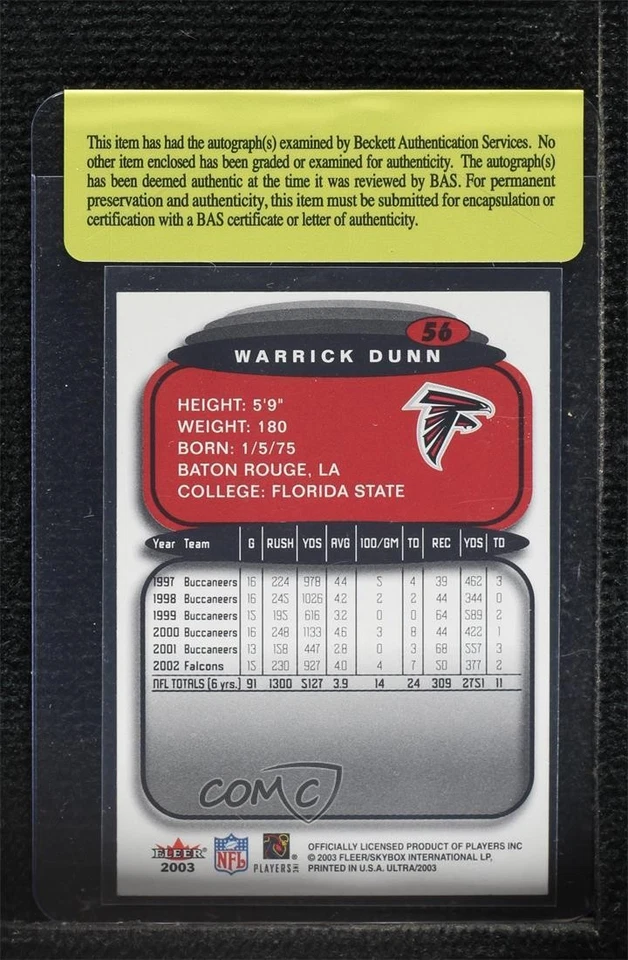 This item has had the autograph(s) examined by Beckett Authentication Services. No
other item enclosed has been graded or examined for authenticity. The autograph(s)
has been deemed authentic at the time it was reviewed by BAS. For permanent
preservation and authenticity, this item must be submitted for encapsulation or
certification with a BAS certificate or letter of authenticity.
56
WARRICK DUNN
HEIGHT: 5'9"
WEIGHT: 180
BORN: 1/5/75
BATON ROUGE, LA
COLLEGE: FLORIDA STATE
Year Team G RUSH YDS AVG 100/GM TD REC YDS TD
1997 Buccaneers 16 224 978 4.4 5 4 39 462 3
1998 Buccaneers 16 245 1026 4.2 2 2 44 344 0
1999 Buccaneers 15 195 616 3.2 0 0 64 589 2
2000 Buccaneers 16 248 1133 4.6 3 8 44 422 1
2001 Buccaneers 13 158 447 2.8 0 3 68 557 3
2002 Falcons 15 230 927 4.0 4 7 50 377 2
NFL TOTALS (6 yrs.) 91 1300 5127 3.9 14 24 309 2751 11
COMC
FLEER®
2003
NFL
PLAYERS INC
OFFICIALLY LICENSED PRODUCT OF PLAYERS INC
© 2003 FLEER/SKYBOX INTERNATIONAL LP,
PRINTED IN U.S.A. ULTRA/2003